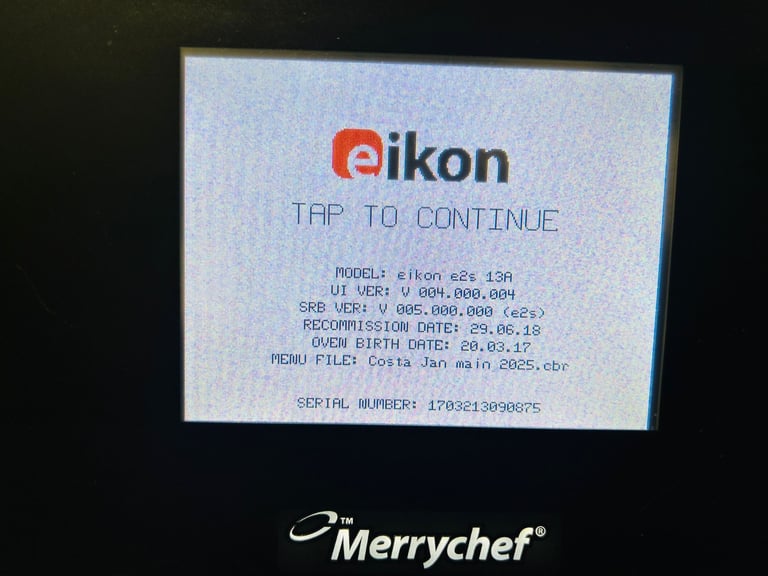 eikon
TAP TO CONTINUE
MODEL: eikon e2s 13A
UI VER: V 004.000.004
SRB VER: V 005.000.000 (e2s)
RECOMMISSION DATE: 29.06.18
OVEN BIRTH DATE: 20.03.17
MENU FILE: Costa Jan main 2025.cbr
SERIAL NUMBER: 1703213090875
™ Merrychef®